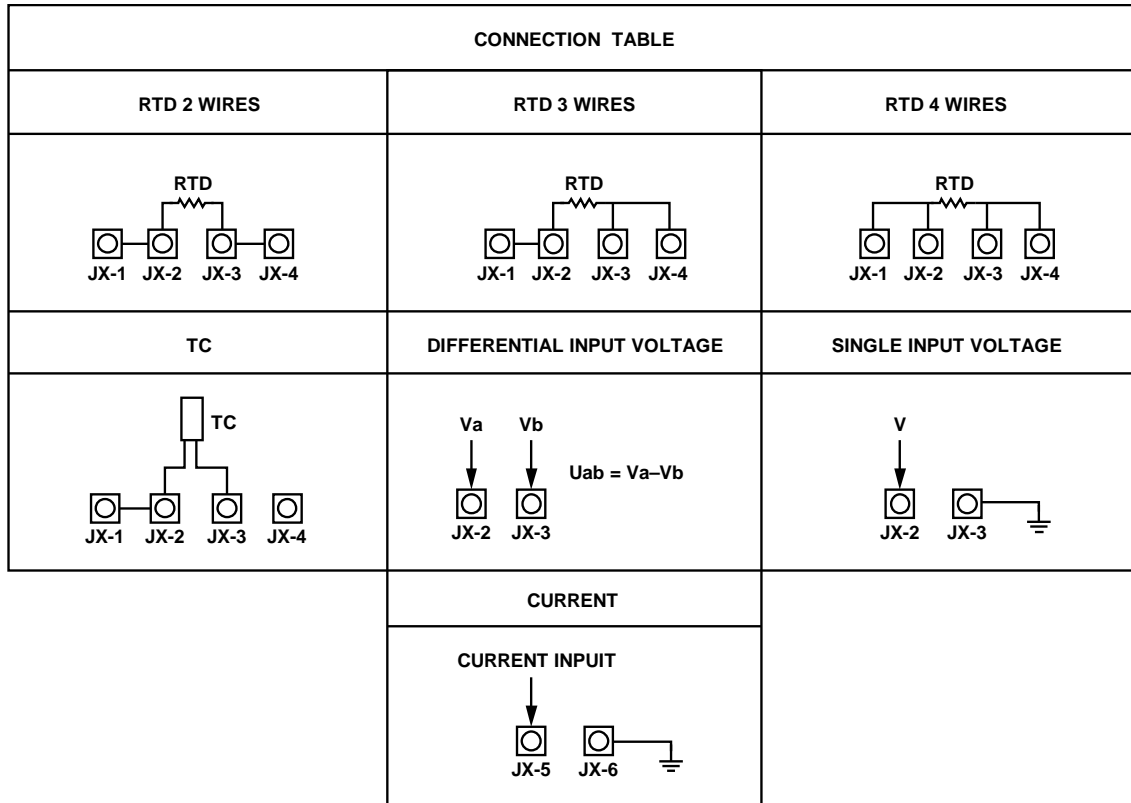 CONNECTION TABLE
RTD 2 WIRES
RTD 3 WIRES
RTD 4 WIRES
RTD
JX-1 JX-2 JX-3 JX-4
RTD
JX-1 JX-2 JX-3 JX-4
RTD
JX-1 JX-2 JX-3 JX-4
TC
DIFFERENTIAL INPUT VOLTAGE
SINGLE INPUT VOLTAGE
TC
JX-1 JX-2 JX-3 JX-4
Va Vb
Uab = Va–Vb
JX-2 JX-3
V
JX-2 JX-3
CURRENT
CURRENT INPUIT
JX-5 JX-6